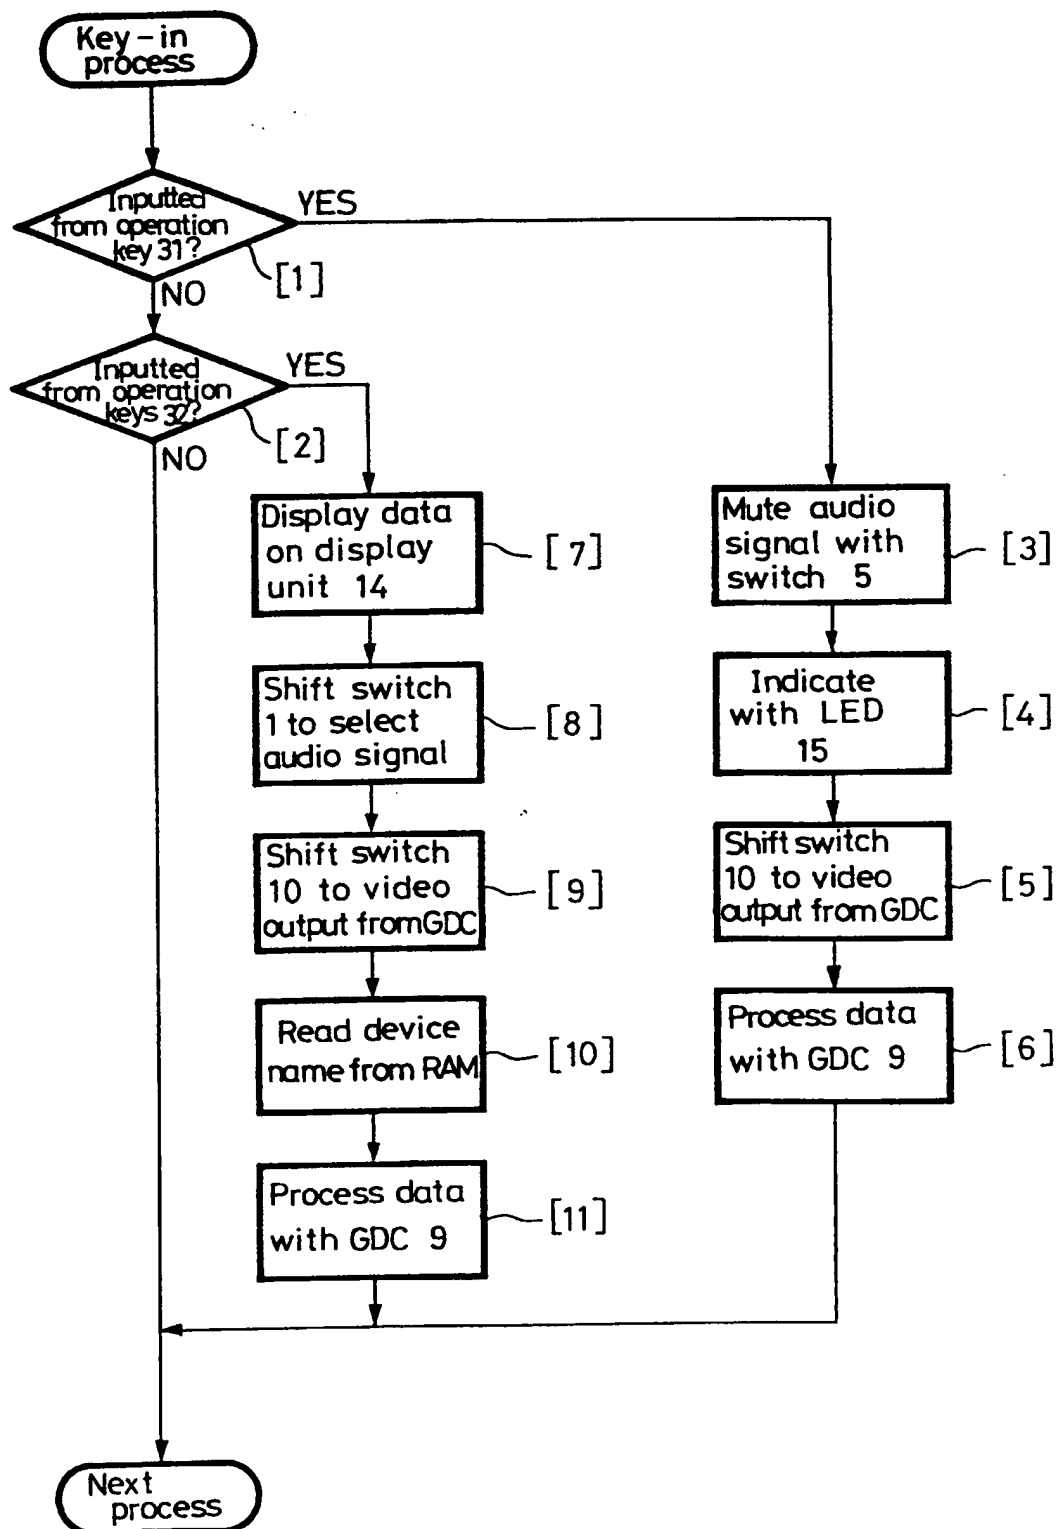 Key-in
process
Inputted
from operation
key 31?
YES
[1]
NO
Inputted
from operation
keys 32?
YES
[2]
NO
Display data
on display
unit 14
[7]
Shift switch
1 to select
audio signal
[8]
Shift switch
10 to video
output from GDC
[9]
Read device
name from RAM
[10]
Process data
with GDC 9
[11]
Mute audio
signal with
switch 5
[3]
Indicate
with LED
15
[4]
Shift switch
10 to video
output from GDC
[5]
Process data
with GDC 9
[6]
Next
process